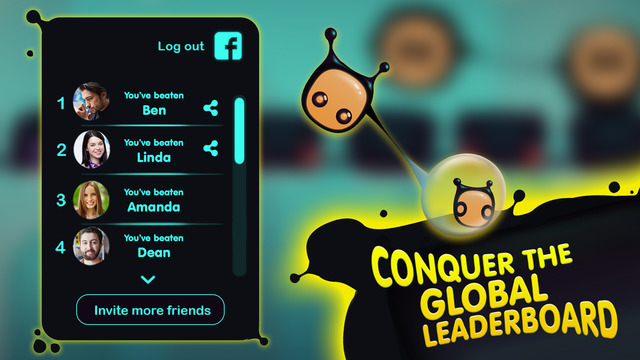 Log out
f
1
You've beaten
Ben
2
You've beaten
Linda
3
You've beaten
Amanda
4
You've beaten
Dean
Invite more friends
CONQUER THE
GLOBAL
LEADERBOARD